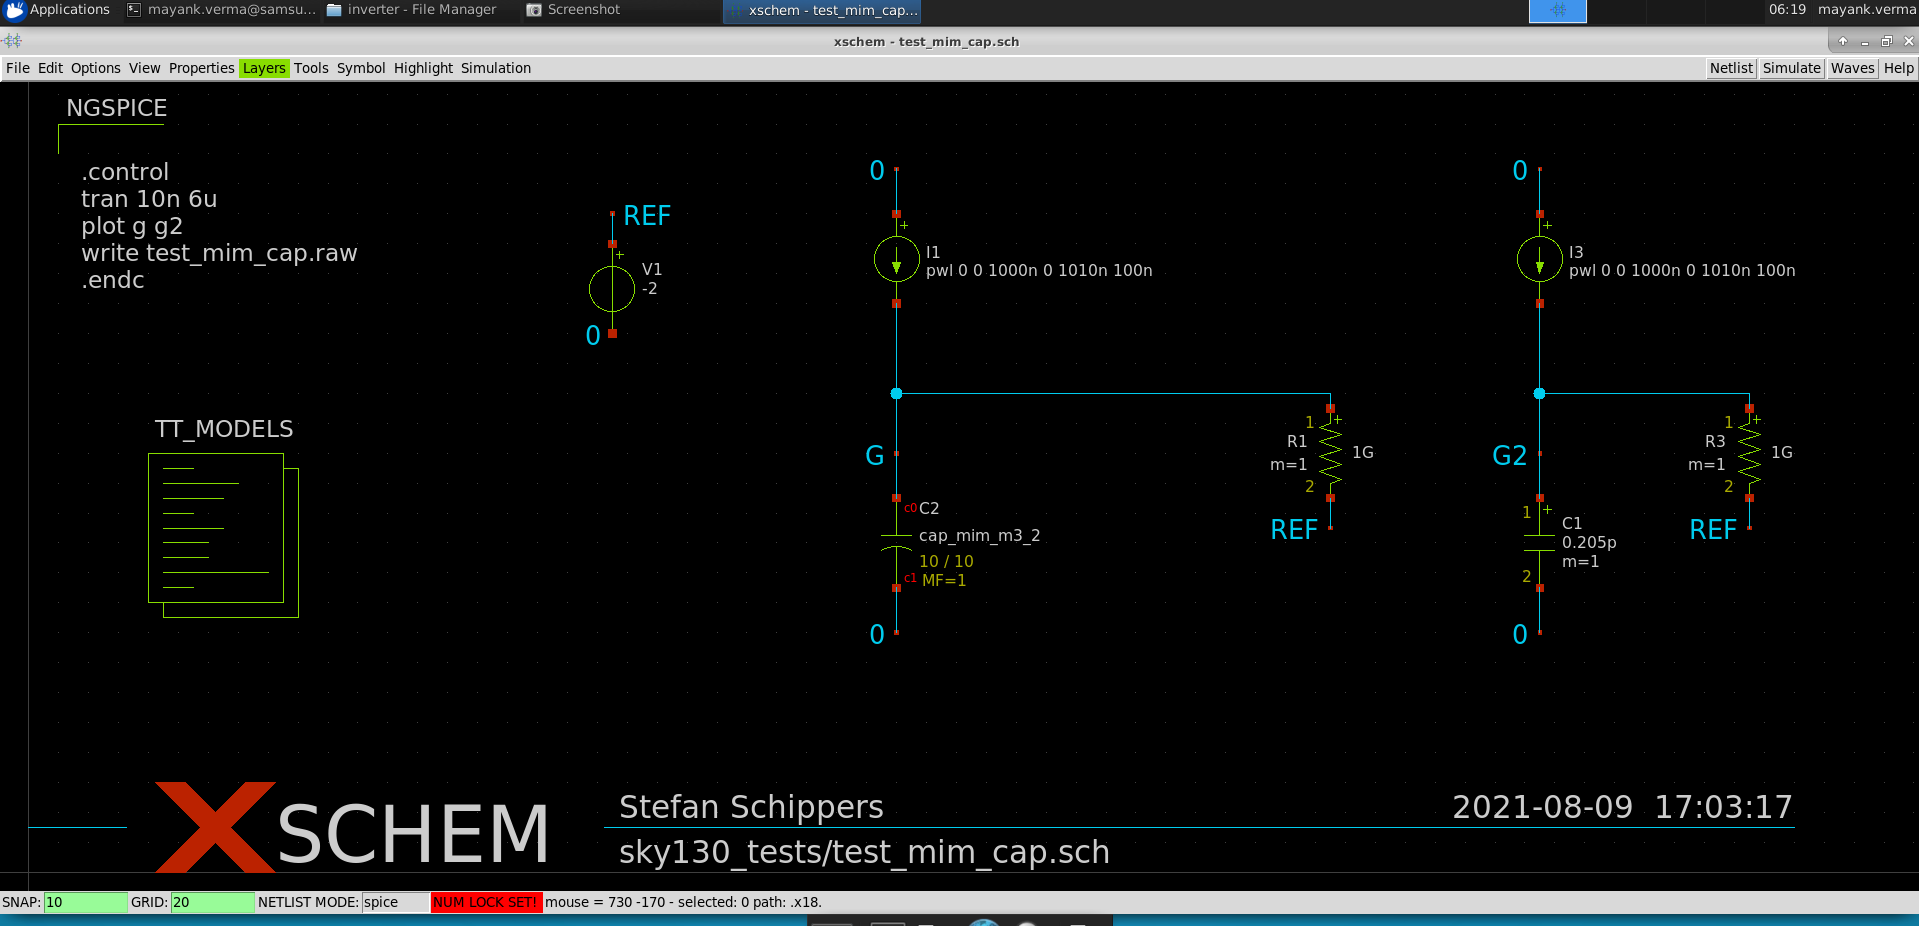 Applications mayank.verma@samsu... inverter - File Manager Screenshot xschem - test_mim_cap... 06:19 mayank.verma
xschem - test_mim_cap.sch
File Edit Options View Properties Layers Tools Symbol Highlight Simulation Netlist Simulate Waves Help
NGSPICE
.control
tran 10n 6u
plot g g2
write test_mim_cap.raw
.endc
TT_MODELS
REF
+
V1
-2
0
0
+
I1
pwl 0 0 1000n 0 1010n 100n
G
c0 C2
cap_mim_m3_2
10 / 10
c1 MF=1
0
1 +
R1 1G
m=1
2
REF
0
+
I3
pwl 0 0 1000n 0 1010n 100n
G2
1 +
C1
0.205p
m=1
2
0
1 +
R3 1G
m=1
2
REF
XSCHEM
Stefan Schippers 2021-08-09 17:03:17
sky130_tests/test_mim_cap.sch
SNAP: 10 GRID: 20 NETLIST MODE: spice NUM LOCK SET! mouse = 730 -170 - selected: 0 path: .x18.